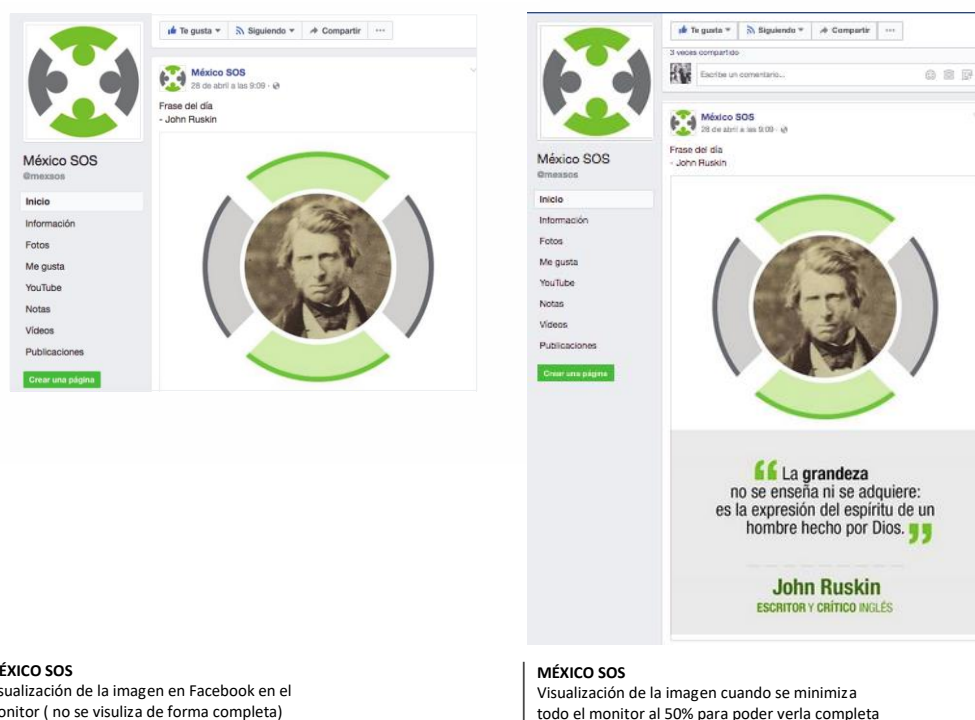 Te gusta
Siguiendo
Compartir
México SOS
28 de abril a las 9:09
Frase del día
- John Ruskin
México SOS
@mexsos
Inicio
Información
Fotos
Me gusta
YouTube
Notas
Vídeos
Publicaciones
Crear una página
ÉXICO SOS
sualización de la imagen en Facebook en el
onitor ( no se visuliza de forma completa)
Te gusta
Siguiendo
Compartir
3 veces compartido
Escribe un comentario...
México SOS
28 de abril a las 9:09
Frase del día
- John Ruskin
México SOS
@mexsos
Inicio
Información
Fotos
Me gusta
YouTube
Notas
Vídeos
Publicaciones
Crear una página
“ La grandeza
no se enseña ni se adquiere:
es la expresión del espíritu de un
hombre hecho por Dios. ”
John Ruskin
ESCRITOR Y CRÍTICO INGLÉS
MÉXICO SOS
Visualización de la imagen cuando se minimiza
todo el monitor al 50% para poder verla completa